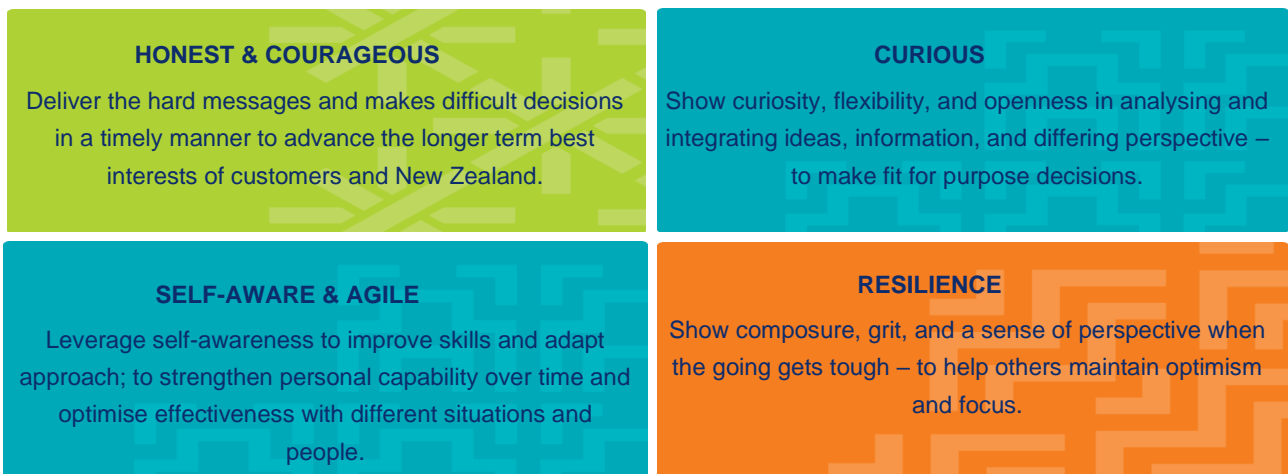 HONEST & COURAGEOUS
Deliver the hard messages and makes difficult decisions
in a timely manner to advance the longer term best
interests of customers and New Zealand.
CURIOUS
Show curiosity, flexibility, and openness in analysing and
integrating ideas, information, and differing perspective –
to make fit for purpose decisions.
SELF-AWARE & AGILE
Leverage self-awareness to improve skills and adapt
approach; to strengthen personal capability over time and
optimise effectiveness with different situations and
people.
RESILIENCE
Show composure, grit, and a sense of perspective when
the going gets tough – to help others maintain optimism
and focus.